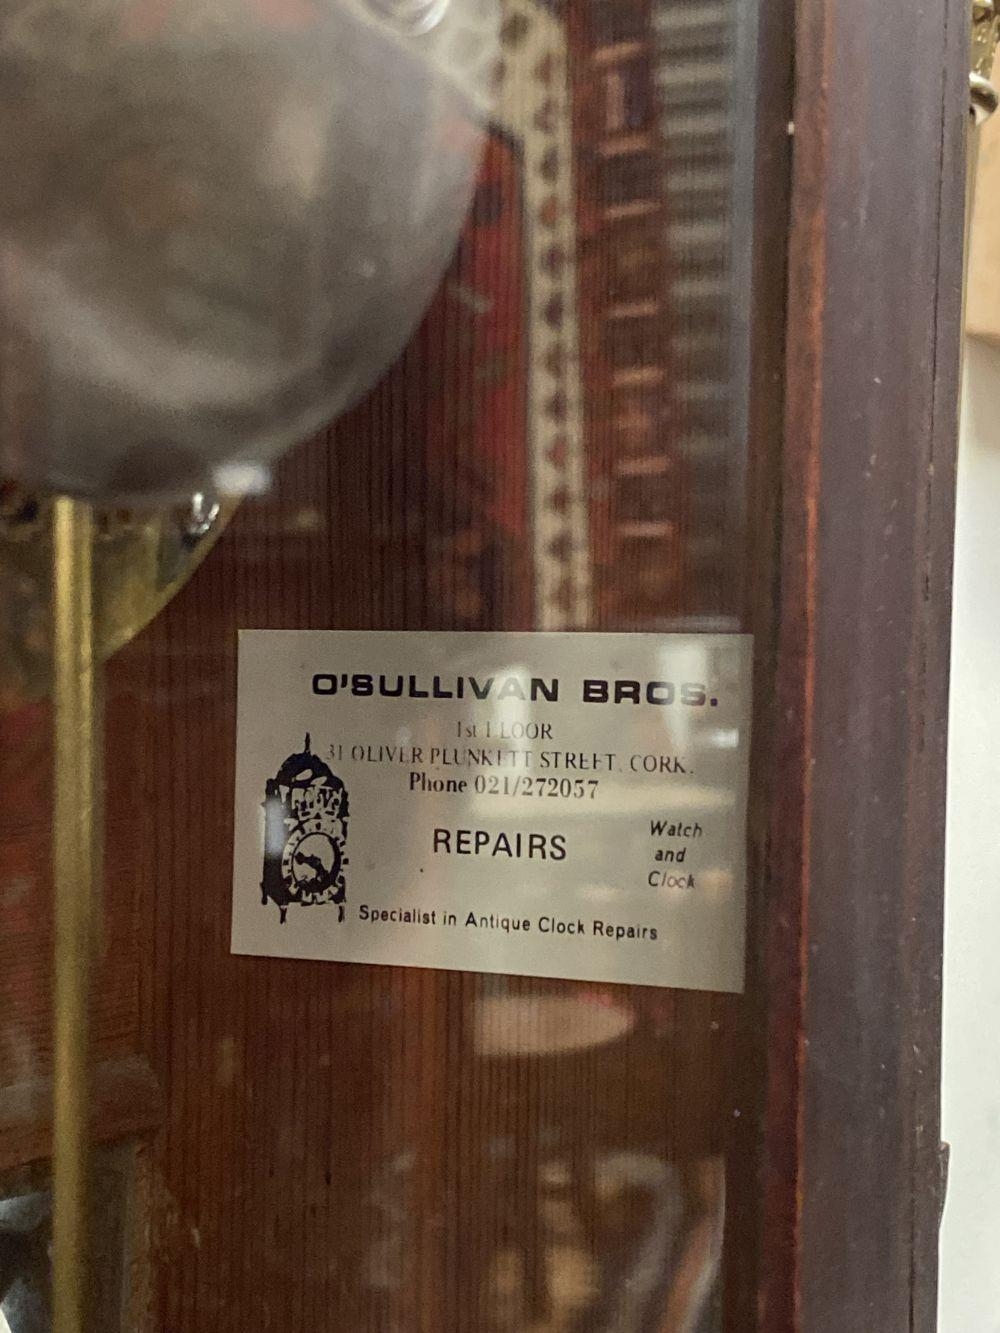 O'SULLIVAN BROS.
1st FLOOR
31 OLIVER PLUNKETT STREET, CORK.
Phone 021/272057
REPAIRS
Watch
and
Clock
Specialist in Antique Clock Repairs